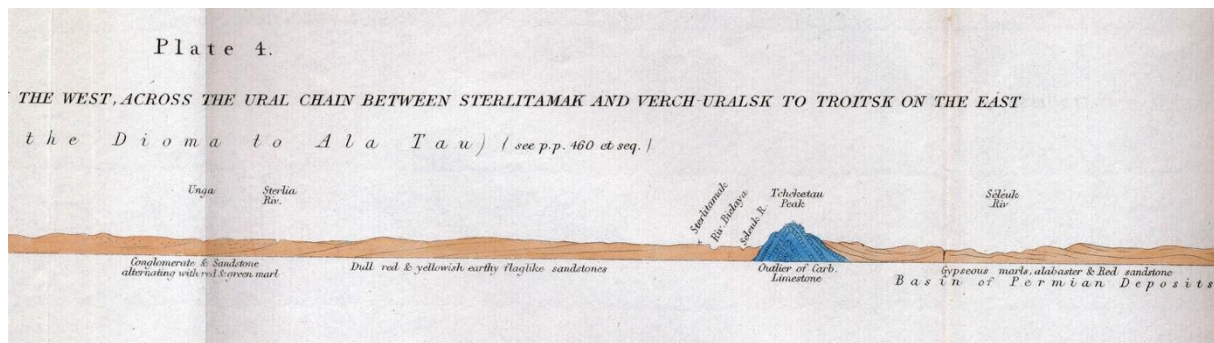 Plate 4.
THE WEST, ACROSS THE URAL CHAIN BETWEEN STERLITAMAK AND VERCH-URALSK TO TROITSK ON THE EAST
the Dioma to Ala Tau) (see p.p. 460 et seq.)
Unga
Sterlia
Riv.
Sterlitamak
Riv. Bielaya
Seleuk R.
Tcheketau
Peak
Séléuk
Riv
Conglomerate & Sandstone
alternating with red & green marl
Dull red & yellowish earthy flaglike sandstones
Outlier of Carb.
Limestone
Gypseous marls, alabaster & Red sandstone
Basin of Permian Deposits